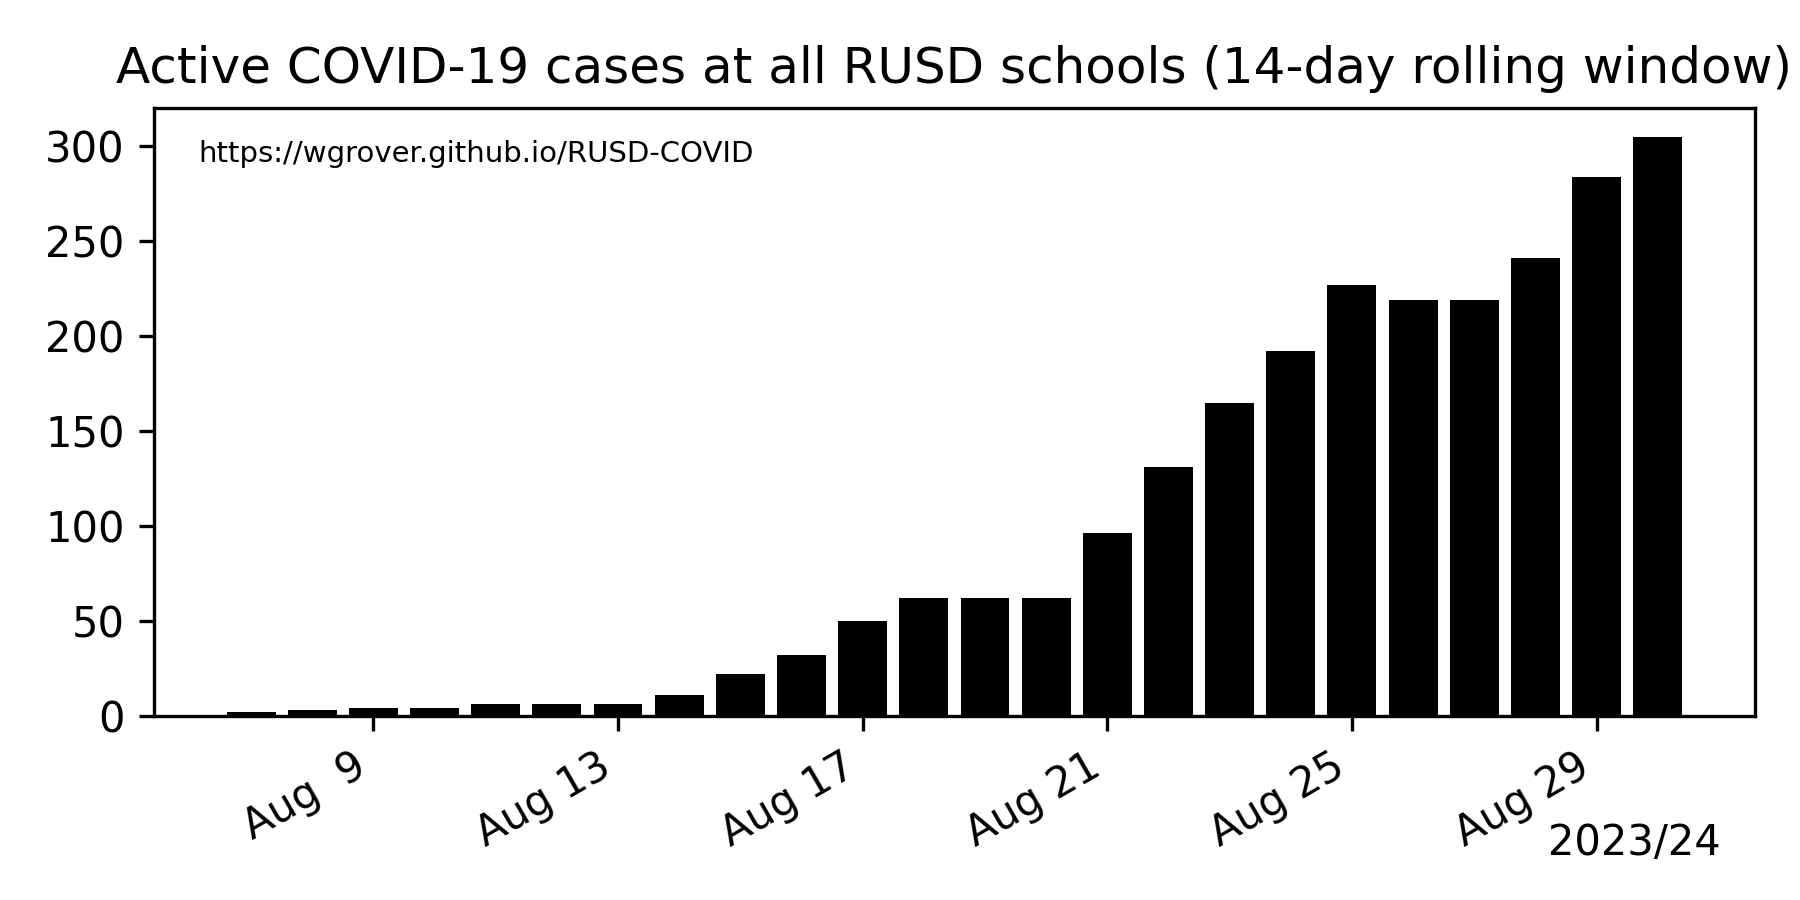 Active COVID-19 cases at all RUSD schools (14-day rolling window)
https://wgrover.github.io/RUSD-COVID
300
250
200
150
100
50
0
Aug 9
Aug 13
Aug 17
Aug 21
Aug 25
Aug 29
2023/24